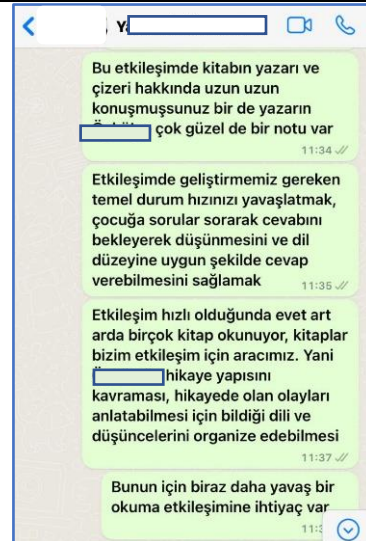 Bu etkileşimde kitabın yazarı ve
çizeri hakkında uzun uzun
konuşmuşsunuz bir de yazarın
çok güzel de bir notu var
11:34
Etkileşimde geliştirmemiz gereken
temel durum hızınızı yavaşlatmak,
çocuğa sorular sorarak cevabını
bekleyerek düşünmesini ve dil
düzeyine uygun şekilde cevap
verebilmesini sağlamak
11:35
Etkileşim hızlı olduğunda evet art
arda birçok kitap okunuyor, kitaplar
bizim etkileşim için aracımız. Yani
hikaye yapısını
kavraması, hikayede olan olayları
anlatabilmesi için bildiği dili ve
düşüncelerini organize edebilmesi
11:37
Bunun için biraz daha yavaş bir
okuma etkileşimine ihtiyaç var